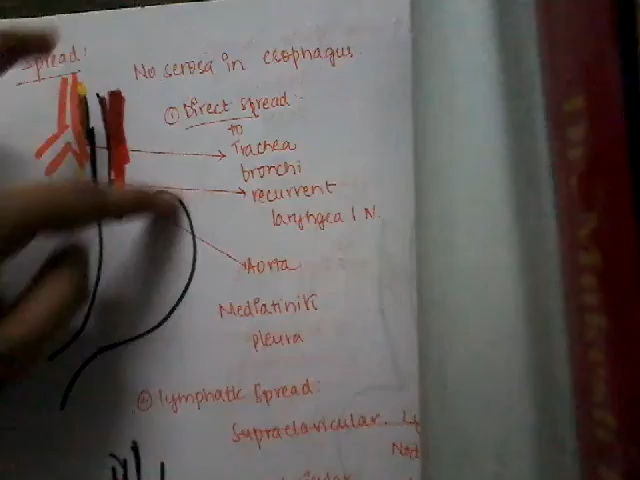 Spread:
No serosa in esophagus
① Direct spread
to
Trachea
bronchi
recurrent
laryngeal N.
Aorta
Mediatinik
pleura
② Lymphatic Spread:
Supraclavicular